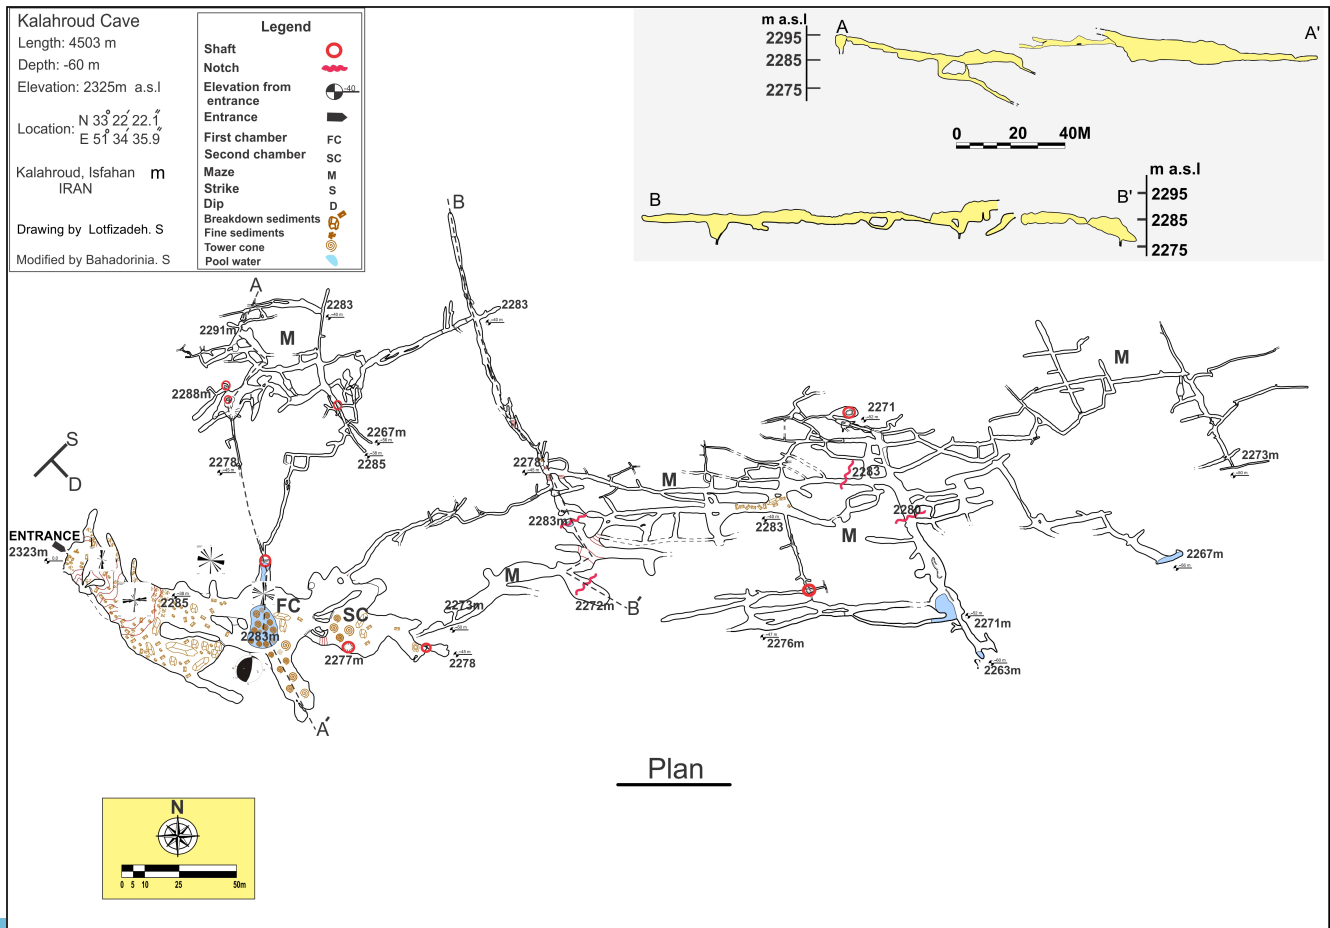 Kalahroud Cave
Length: 4503 m
Depth: -60 m
Elevation: 2325m a.s.l
Location: N 33° 22′ 22.1″
E 51° 34′ 35.9″
Kalahroud, Isfahan m
IRAN
Drawing by Lotfizadeh. S
Modified by Bahadorinia. S
Legend
Shaft
Notch
Elevation from
entrance
-40
Entrance
First chamber FC
Second chamber SC
Maze M
Strike S
Dip D
Breakdown sediments
Fine sediments
Tower cone
Pool water
m a.s.l
A
A'
2295
2285
2275
0 20 40M
m a.s.l
B
B'
2295
2285
2275
B
A
2283
2283
2291m
M
M
2288m
2271
2267m
2285
2278
2278
2273m
2283
M
S
D
2283m
2283
2280
M
ENTRANCE
2323m
2267m
M
2285
FC
SC
2273m
2272m
B'
2283m
2271m
2276m
2277m
2278
2263m
A'
Plan
N
0 5 10 25 50m